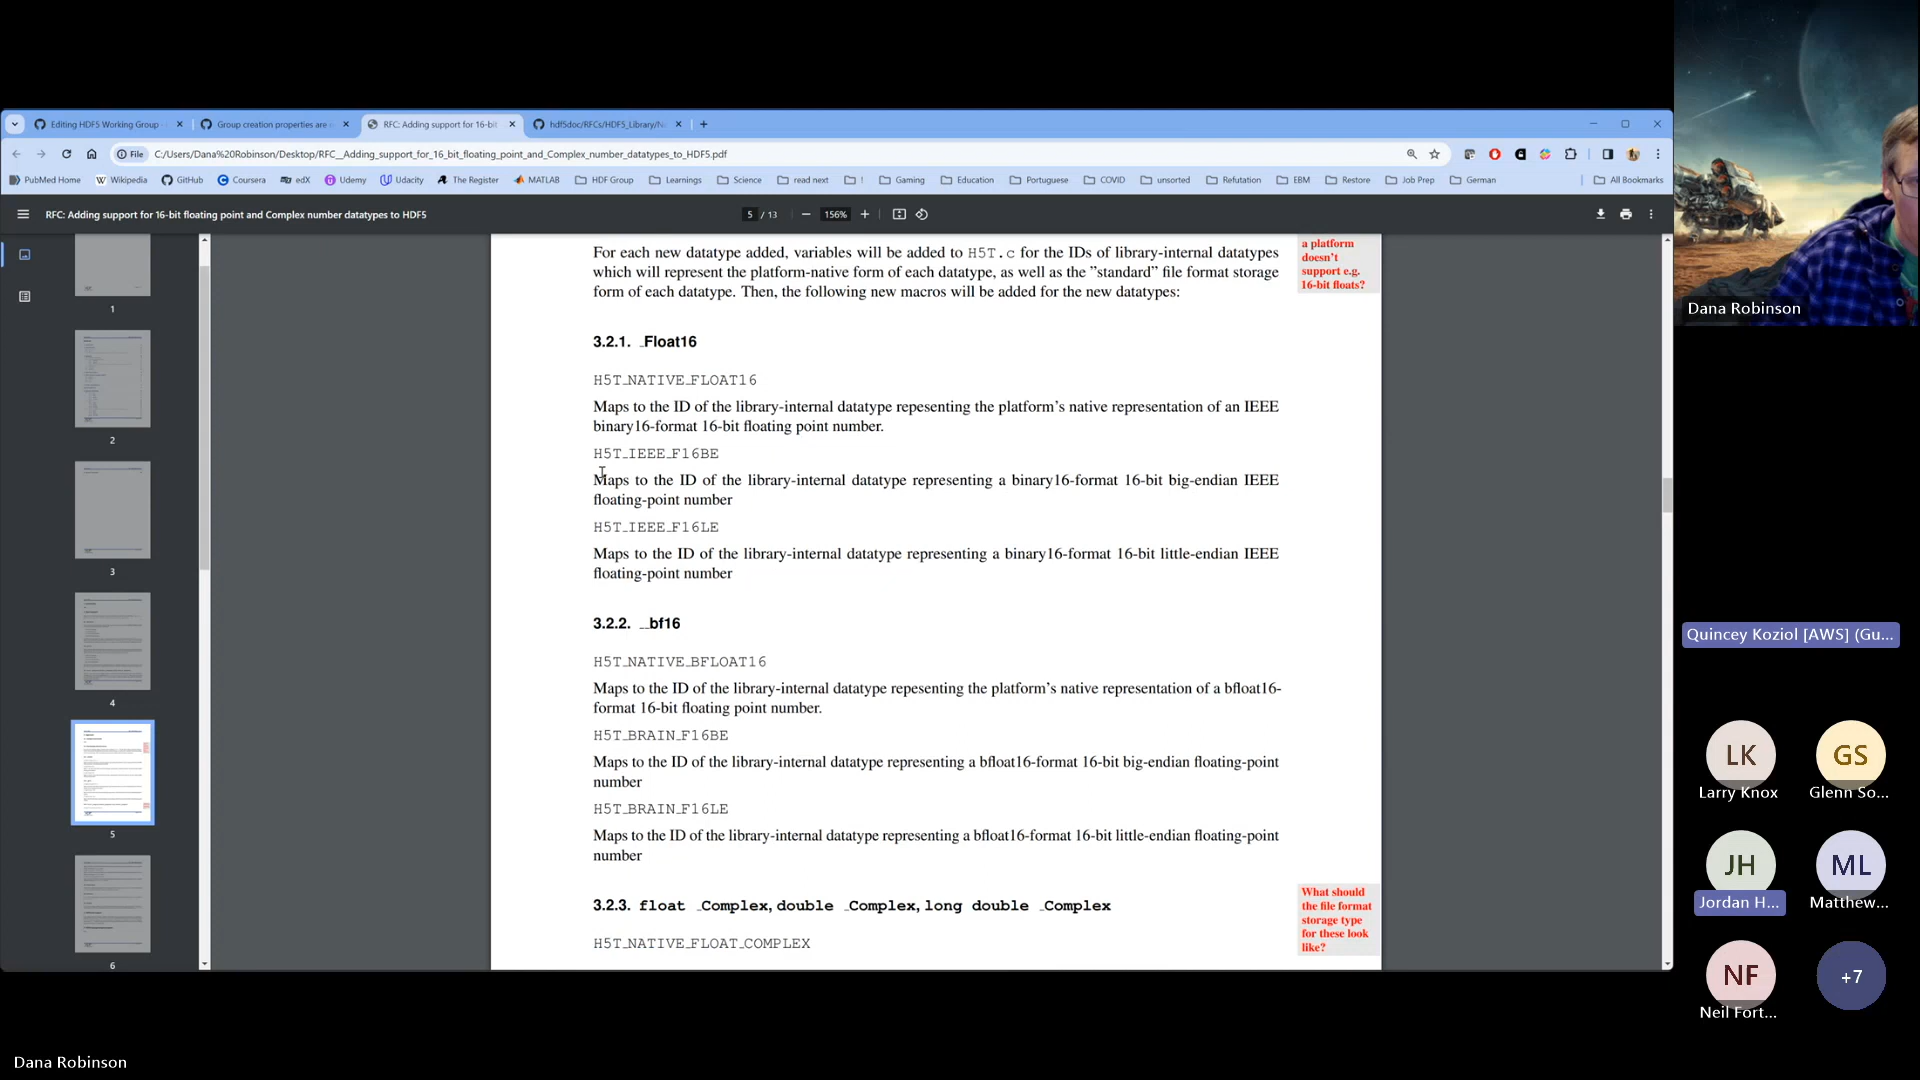 Editing HDF5 Working Group
Group creation properties are
RFC: Adding support for 16-bit
hdf5doc/RFCs/HDF5_Library/N
File
C:/Users/Dana%20Robinson/Desktop/RFC__Adding_support_for_16_bit_floating_point_and_Complex_number_datatypes_to_HDF5.pdf
PubMed Home
Wikipedia
GitHub
Coursera
edX
Udemy
Udacity
The Register
MATLAB
HDF Group
Learnings
Science
read next
!
Gaming
Education
Portuguese
COVID
unsorted
Refutation
EBM
Restore
Job Prep
German
All Bookmarks
RFC: Adding support for 16-bit floating point and Complex number datatypes to HDF5
5 / 13
156%
1
2
3
4
5
6
For each new datatype added, variables will be added to H5T.c for the IDs of library-internal datatypes
which will represent the platform-native form of each datatype, as well as the ”standard” file format storage
form of each datatype. Then, the following new macros will be added for the new datatypes:
a platform
doesn't
support e.g.
16-bit floats?
3.2.1. _Float16
H5T_NATIVE_FLOAT16
Maps to the ID of the library-internal datatype repesenting the platform's native representation of an IEEE
binary16-format 16-bit floating point number.
H5T_IEEE_F16BE
Maps to the ID of the library-internal datatype representing a binary16-format 16-bit big-endian IEEE
floating-point number
H5T_IEEE_F16LE
Maps to the ID of the library-internal datatype representing a binary16-format 16-bit little-endian IEEE
floating-point number
3.2.2. __bf16
H5T_NATIVE_BFLOAT16
Maps to the ID of the library-internal datatype repesenting the platform's native representation of a bfloat16-
format 16-bit floating point number.
H5T_BRAIN_F16BE
Maps to the ID of the library-internal datatype representing a bfloat16-format 16-bit big-endian floating-point
number
H5T_BRAIN_F16LE
Maps to the ID of the library-internal datatype representing a bfloat16-format 16-bit little-endian floating-point
number
3.2.3. float _Complex, double _Complex, long double _Complex
H5T_NATIVE_FLOAT_COMPLEX
What should
the file format
storage type
for these look
like?
Dana Robinson
Quincey Koziol [AWS] (Gu...
LK
Larry Knox
GS
Glenn So...
JH
Jordan H...
ML
Matthew...
NF
Neil Fort...
+7
Dana Robinson